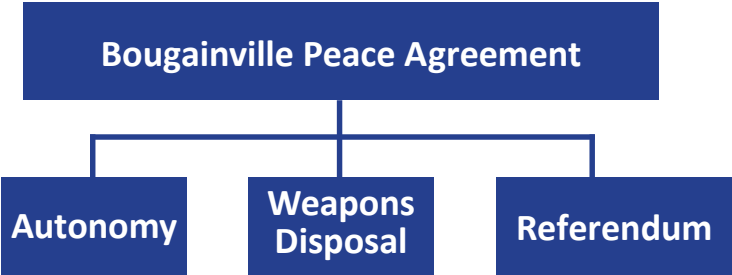 Bougainville Peace Agreement
Autonomy
Weapons
Disposal
Referendum